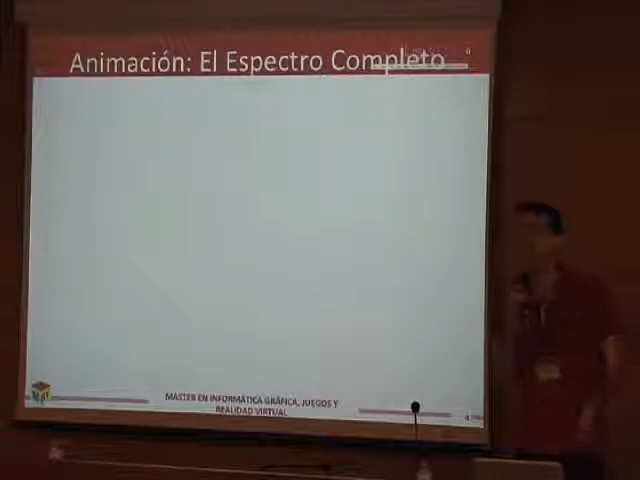 Animación: El Espectro Completo
MASTER EN INFORMÁTICA GRÁFICA, JUEGOS Y
REALIDAD VIRTUAL